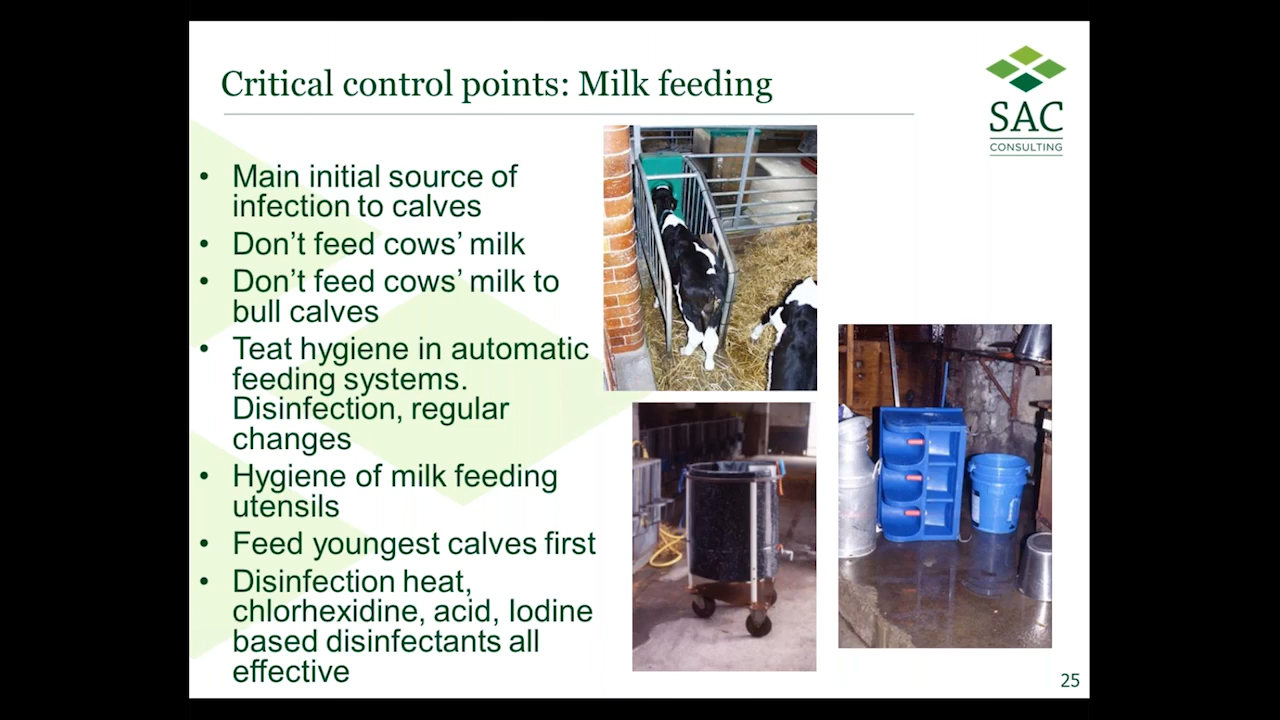 Critical control points: Milk feeding
SAC
CONSULTING
• Main initial source of
infection to calves
• Don’t feed cows’ milk
• Don’t feed cows’ milk to
bull calves
• Teat hygiene in automatic
feeding systems.
Disinfection, regular
changes
• Hygiene of milk feeding
utensils
• Feed youngest calves first
• Disinfection heat,
chlorhexidine, acid, Iodine
based disinfectants all
effective
25